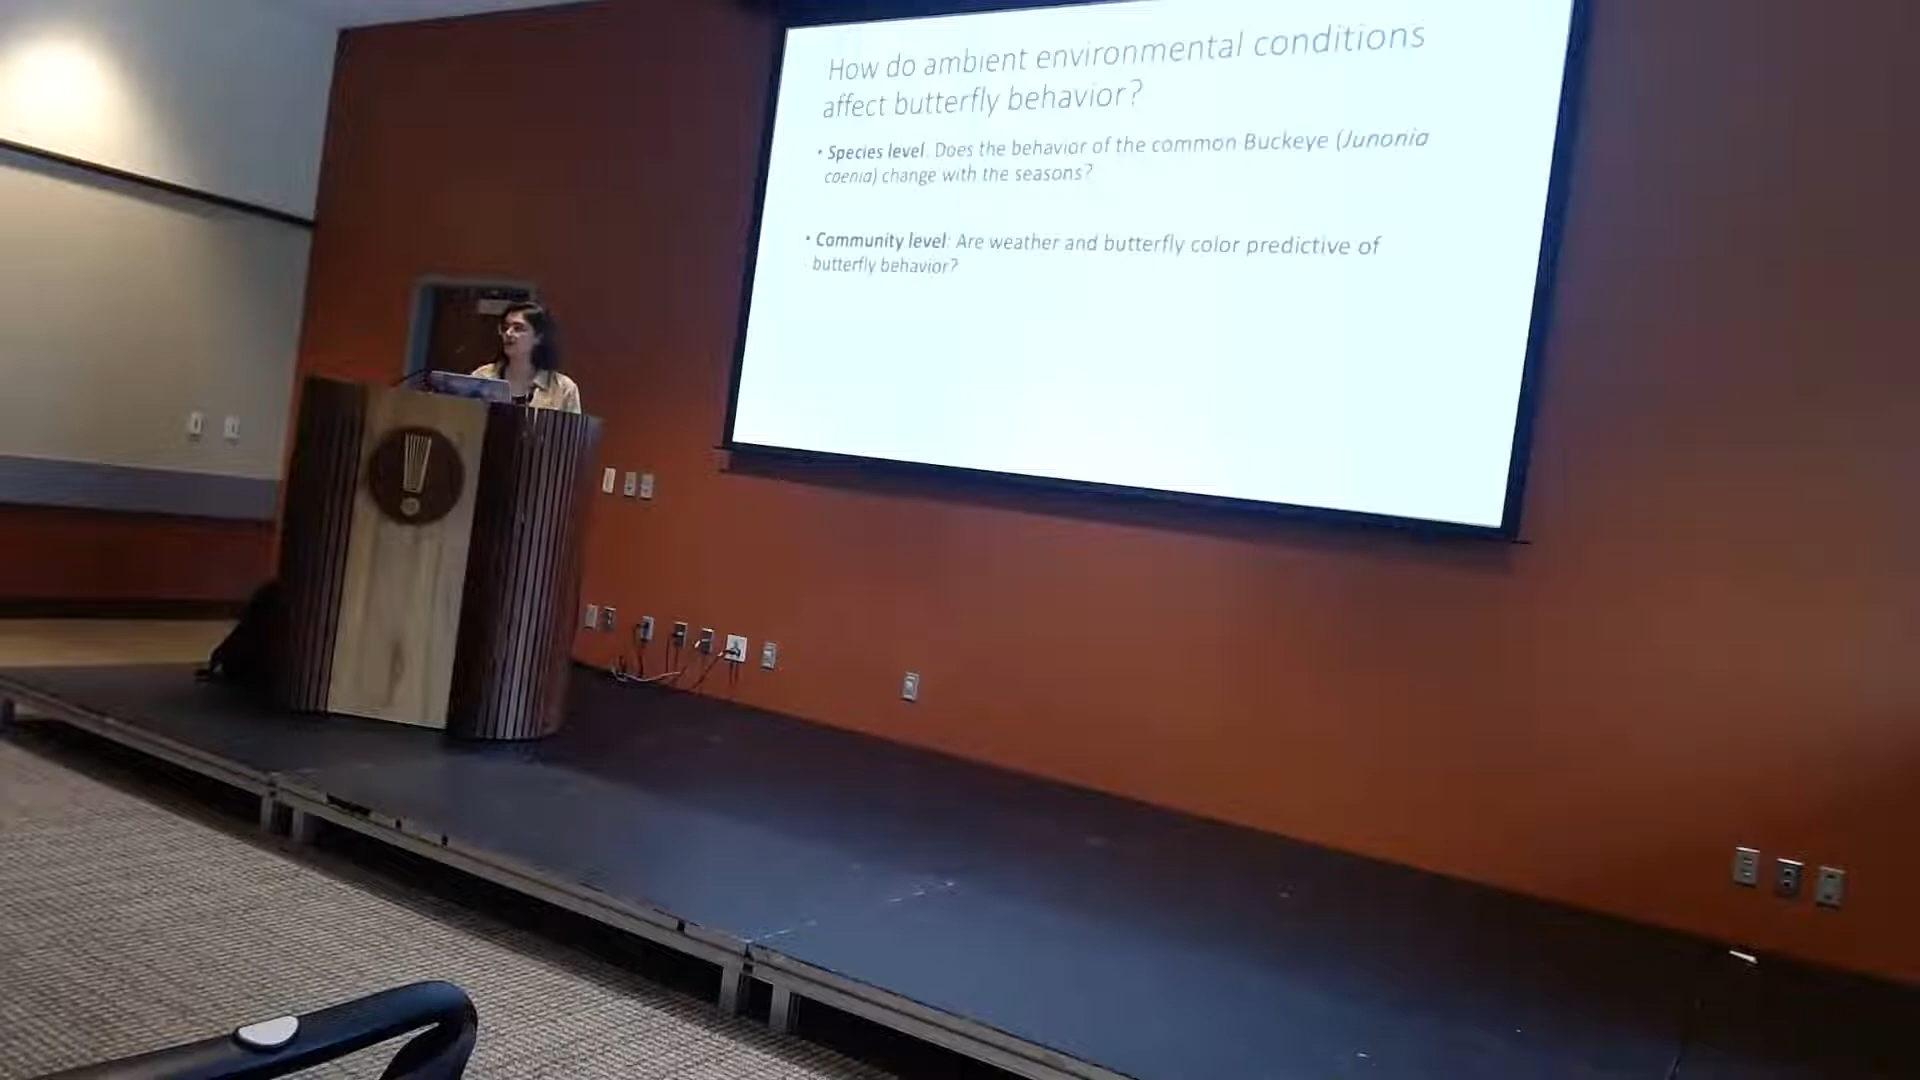 How do ambient environmental conditions
affect butterfly behavior?
• Species level: Does the behavior of the common Buckeye (Junonia
coenia) change with the seasons?
• Community level: Are weather and butterfly color predictive of
butterfly behavior?